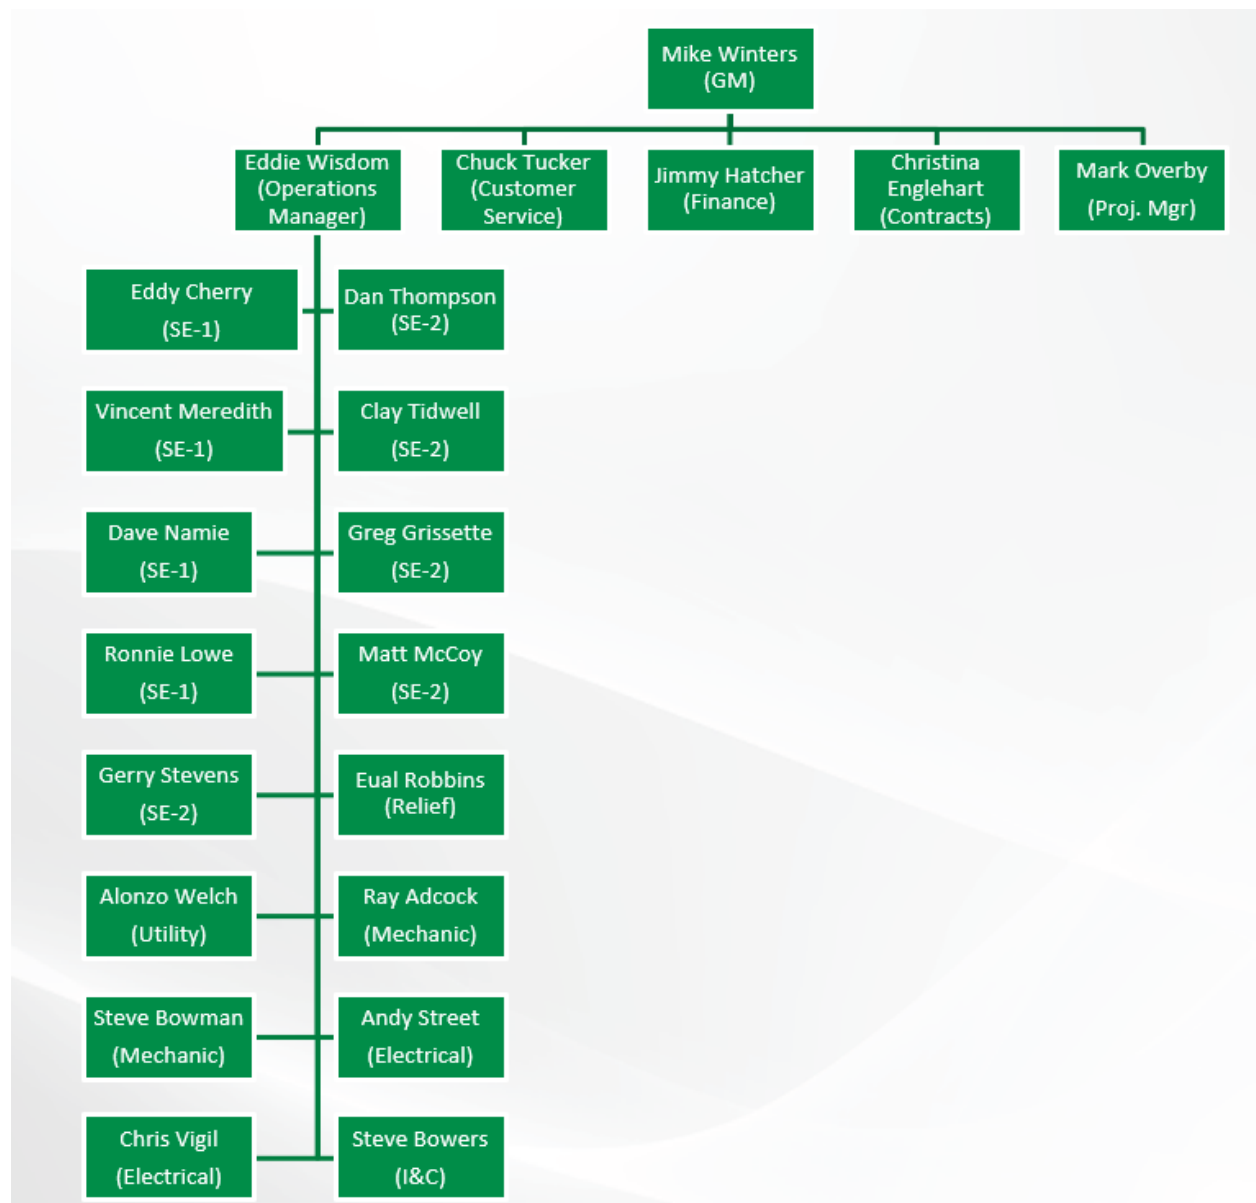 Mike Winters
(GM)
Eddie Wisdom
(Operations
Manager)
Chuck Tucker
(Customer
Service)
Jimmy Hatcher
(Finance)
Christina
Englehart
(Contracts)
Mark Overby
(Proj. Mgr)
Eddy Cherry
(SE-1)
Dan Thompson
(SE-2)
Vincent Meredith
(SE-1)
Clay Tidwell
(SE-2)
Dave Namie
(SE-1)
Greg Grissette
(SE-2)
Ronnie Lowe
(SE-1)
Matt McCoy
(SE-2)
Gerry Stevens
(SE-2)
Eual Robbins
(Relief)
Alonzo Welch
(Utility)
Ray Adcock
(Mechanic)
Steve Bowman
(Mechanic)
Andy Street
(Electrical)
Chris Vigil
(Electrical)
Steve Bowers
(I&C)